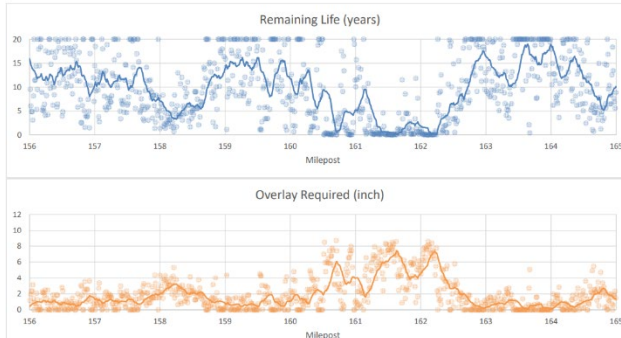 Remaining Life (years)
20
15
10
5
0
156 157 158 159 160 161 162 163 164 165
Milepost
Overlay Required (inch)
12
10
8
6
4
2
0
156 157 158 159 160 161 162 163 164 165
Milepost